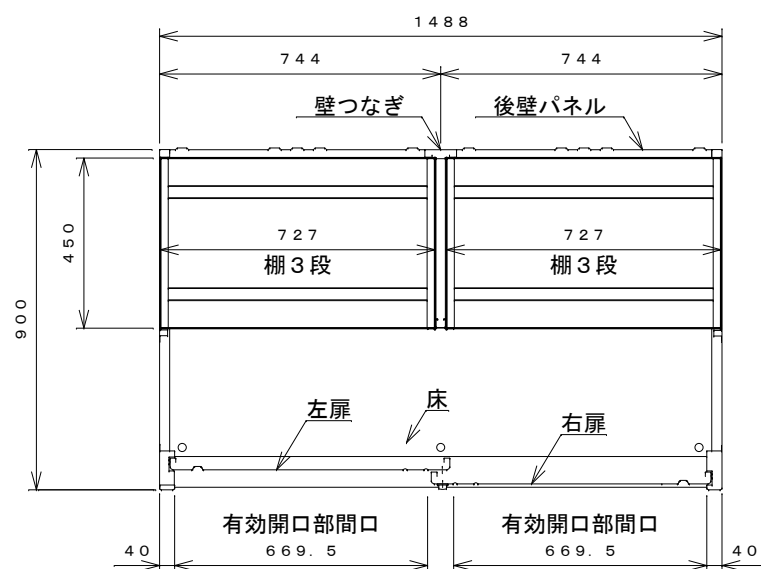 1488
744 744
壁つなぎ 後壁パネル
450
900
727 727
棚3段 棚3段
床
左扉 右扉
有効開口部間口 有効開口部間口
40 669.5 669.5 40